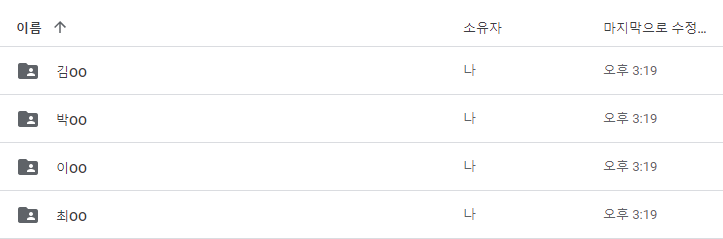 이름 ↑ 소유자 마지막으로 수정...
김oo 나 오후 3:19
박oo 나 오후 3:19
이oo 나 오후 3:19
최oo 나 오후 3:19